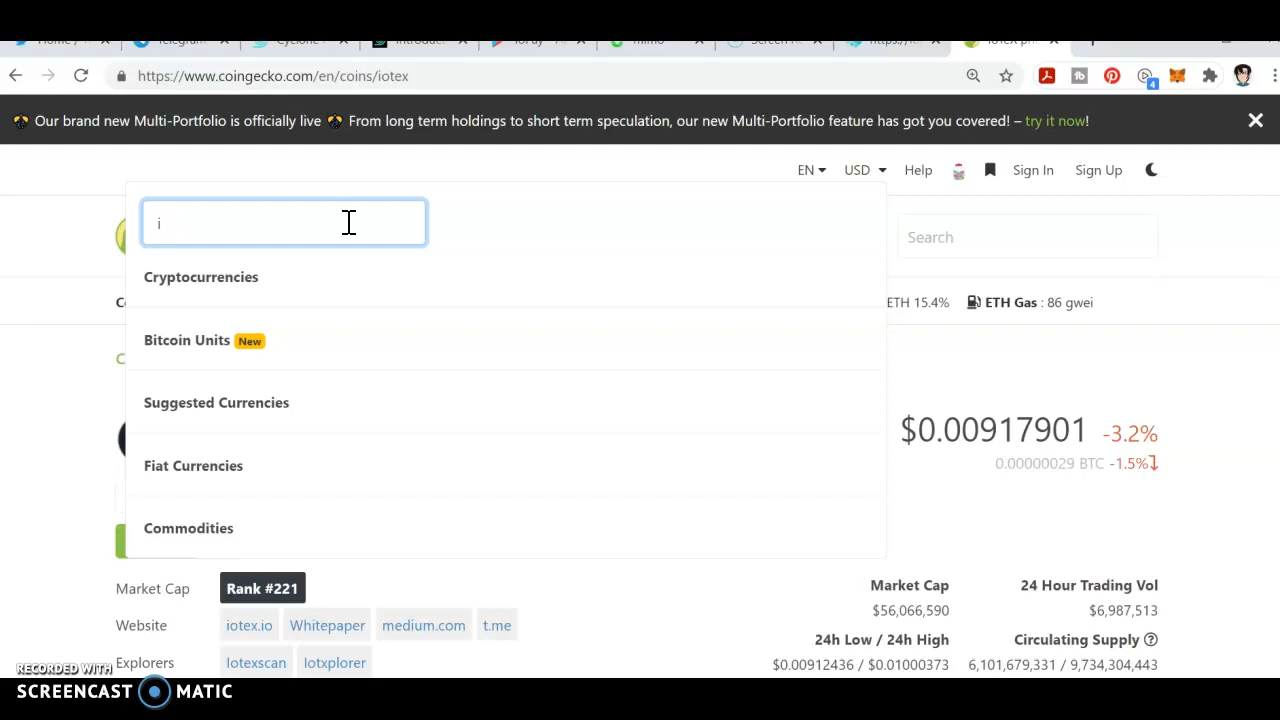 https://www.coingecko.com/en/coins/iotex
4
Our brand new Multi-Portfolio is officially live From long term holdings to short term speculation, our new Multi-Portfolio feature has got you covered! – try it now!
EN USD Help Sign In Sign Up
i
Search
Cryptocurrencies
ETH 15.4% ETH Gas : 86 gwei
Bitcoin Units New
Suggested Currencies
$0.00917901 -3.2%
0.00000029 BTC -1.5%
Fiat Currencies
Commodities
Market Cap Rank #221
Market Cap 24 Hour Trading Vol
$56,066,590 $6,987,513
Website iotex.io Whitepaper medium.com t.me
24h Low / 24h High Circulating Supply
Explorers Iotexscan Iotxplorer
$0.00912436 / $0.01000373 6,101,679,331 / 9,734,304,443
RECORDED WITH
SCREENCAST MATIC